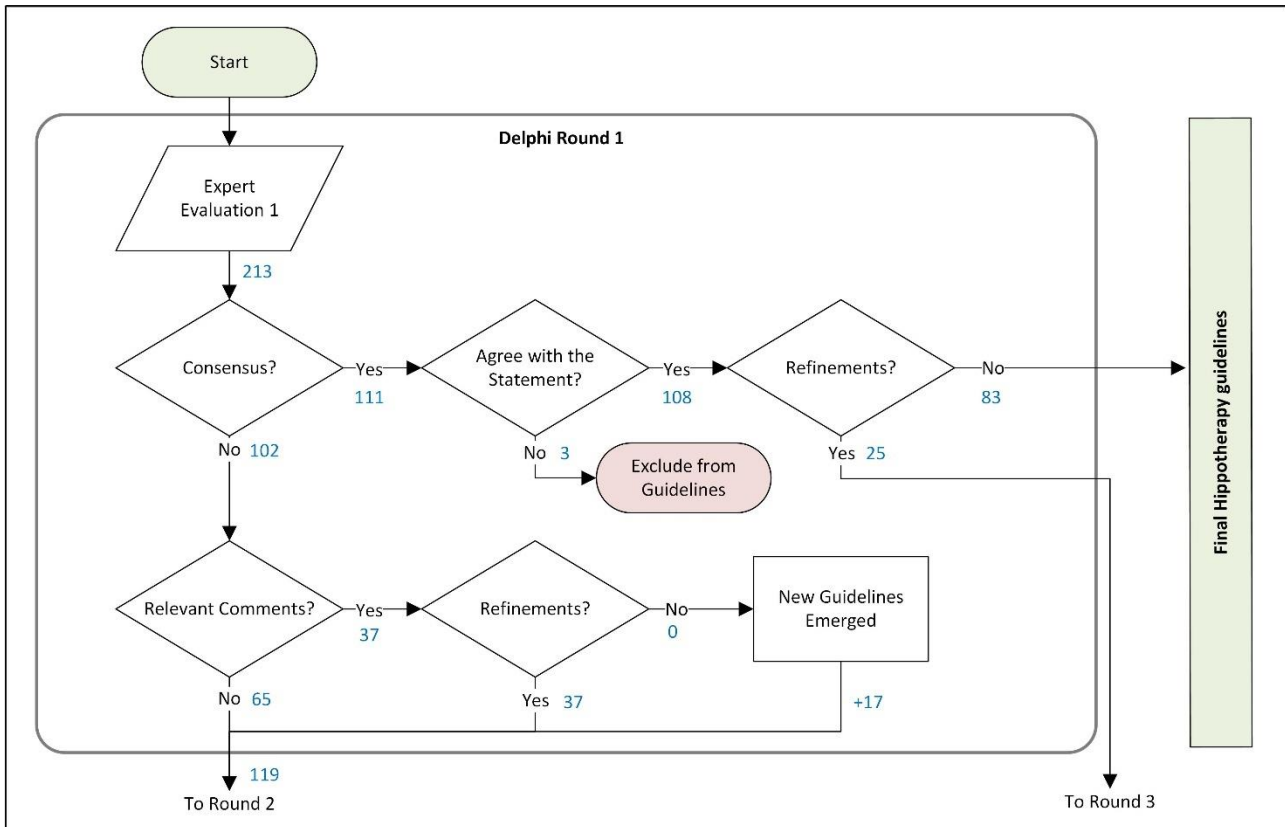 Start
Delphi Round 1
Expert
Evaluation 1
213
Consensus?
Yes
111
Agree with the
Statement?
Yes
108
Refinements?
No
83
No 102
No 3
Exclude from
Guidelines
Yes 25
Final Hippotherapy guidelines
Relevant Comments?
Yes
37
Refinements?
No
0
New Guidelines
Emerged
No 65
Yes 37
+17
119
To Round 2
To Round 3